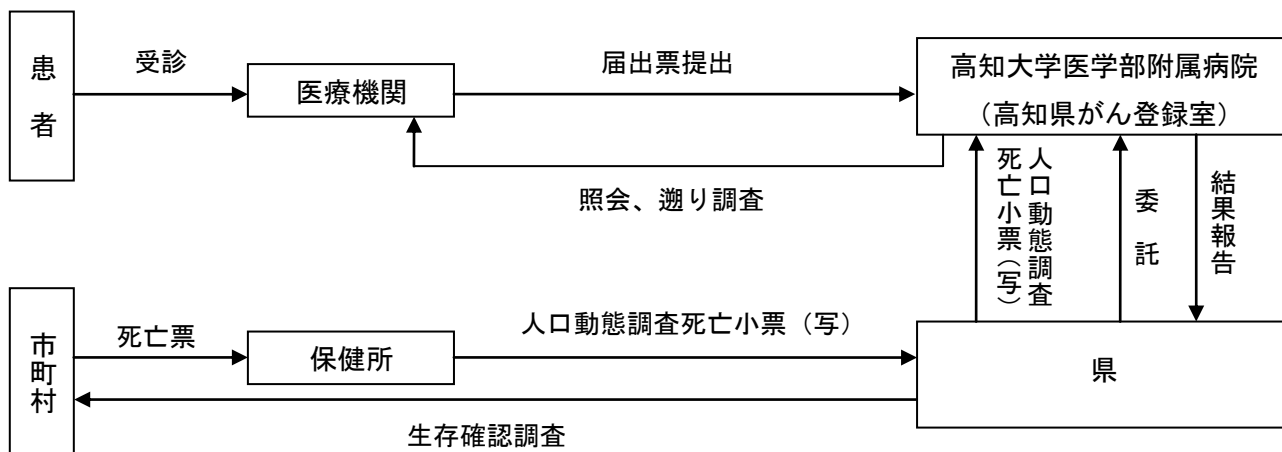 患者
受診
医療機関
届出票提出
高知大学医学部附属病院
（高知県がん登録室）
照会、遡り調査
人口動態調査
死亡小票（写）
委託
結果報告
市町村
死亡票
保健所
人口動態調査死亡小票（写）
県
生存確認調査